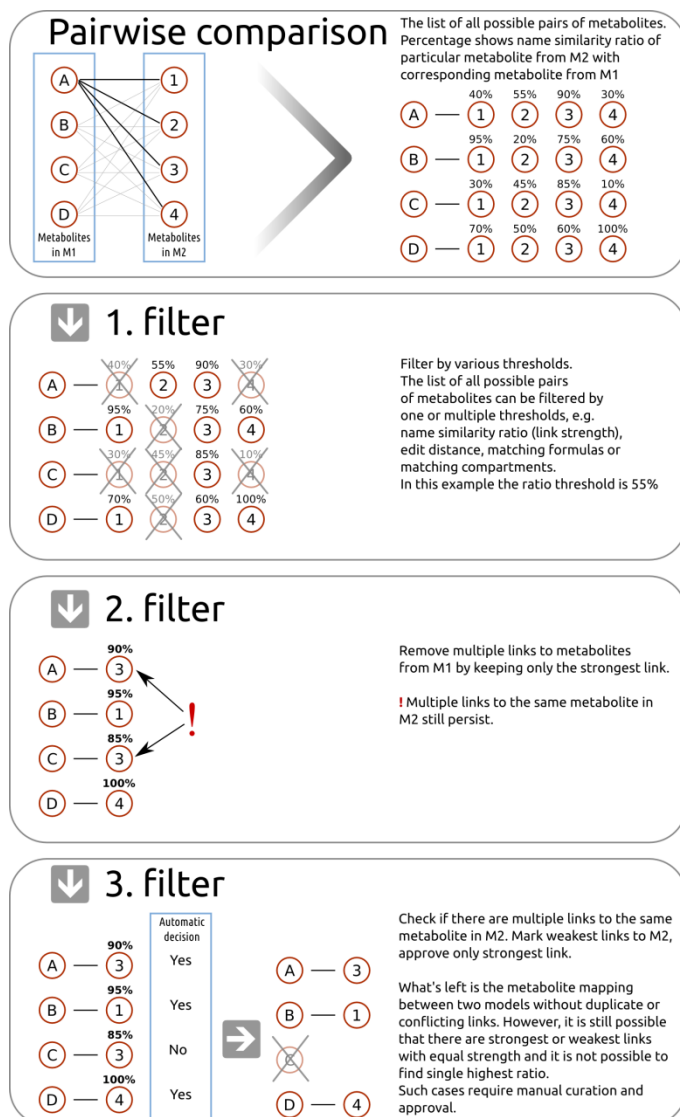 Pairwise comparison
The list of all possible pairs of metabolites.
Percentage shows name similarity ratio of
particular metabolite from M2 with
corresponding metabolite from M1
A 1
B 2
C 3
D 4
Metabolites
in M1
Metabolites
in M2
40% 55% 90% 30%
A 1 2 3 4
95% 20% 75% 60%
B 1 2 3 4
30% 45% 85% 10%
C 1 2 3 4
70% 50% 60% 100%
D 1 2 3 4
1. filter
40% 55% 90% 30%
A 1 2 3 4
95% 20% 75% 60%
B 1 2 3 4
30% 45% 85% 10%
C 1 2 3 4
70% 50% 60% 100%
D 1 2 3 4
Filter by various thresholds.
The list of all possible pairs
of metabolites can be filtered by
one or multiple thresholds, e.g.
name similarity ratio (link strength),
edit distance, matching formulas or
matching compartments.
In this example the ratio threshold is 55%
2. filter
90%
A 3
95%
B 1
85%
C 3
100%
D 4
!
Remove multiple links to metabolites
from M1 by keeping only the strongest link.
! Multiple links to the same metabolite in
M2 still persist.
3. filter
Automatic
decision
90%
A 3 Yes
95%
B 1 Yes
85%
C 3 No
100%
D 4 Yes
A 3
B 1
C
D 4
Check if there are multiple links to the same
metabolite in M2. Mark weakest links to M2,
approve only strongest link.
What's left is the metabolite mapping
between two models without duplicate or
conflicting links. However, it is still possible
that there are strongest or weakest links
with equal strength and it is not possible to
find single highest ratio.
Such cases require manual curation and
approval.